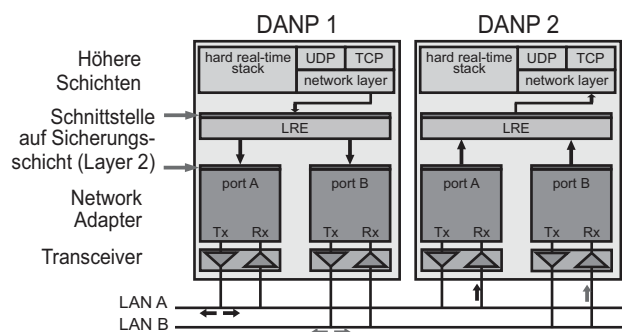 DANP 1
DANP 2
Höhere
Schichten
hard real-time
stack
UDP
TCP
network layer
hard real-time
stack
UDP
TCP
network layer
Schnittstelle
auf Sicherungs-
schicht (Layer 2)
LRE
LRE
Network
Adapter
port A
Tx
Rx
port B
Tx
Rx
port A
Tx
Rx
port B
Tx
Rx
Transceiver
LAN A
LAN B